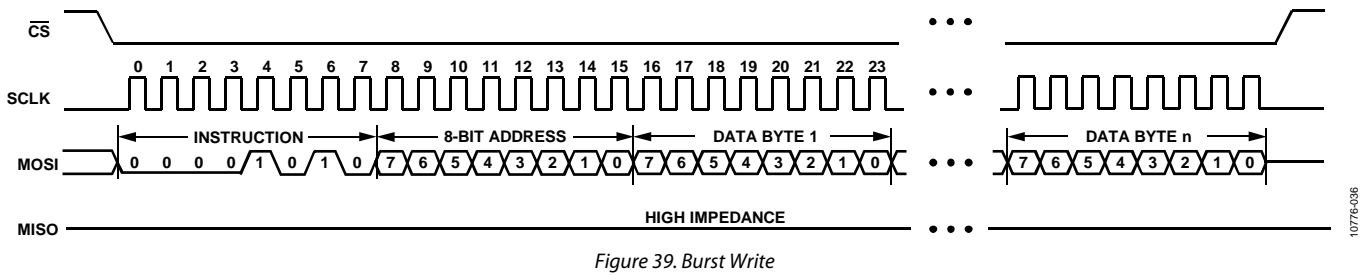 CS
0 1 2 3 4 5 6 7 8 9 10 11 12 13 14 15 16 17 18 19 20 21 22 23
SCLK
INSTRUCTION 8-BIT ADDRESS DATA BYTE 1 DATA BYTE n
MOSI 0 0 0 0 1 0 1 0 7 6 5 4 3 2 1 0 7 6 5 4 3 2 1 0 7 6 5 4 3 2 1 0
HIGH IMPEDANCE
MISO
10776-036
Figure 39. Burst Write